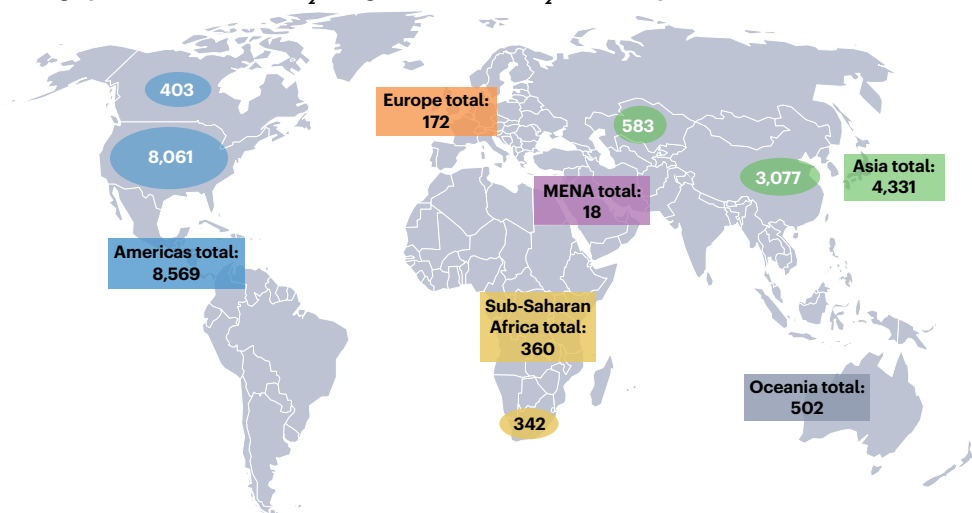 403
8,061
Americas total:
8,569
Europe total:
172
MENA total:
18
Sub-Saharan
Africa total:
360
342
583
3,077
Asia total:
4,331
Oceania total:
502